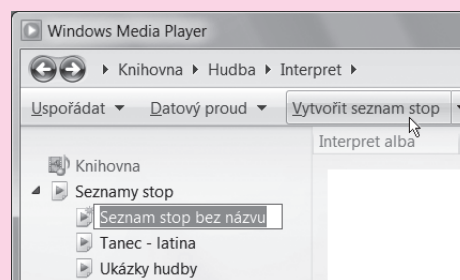 Windows Media Player
Knihovna Hudba Interpret
Uspořádat Datový proud Vytvořit seznam stop
Interpret alba
Knihovna
Seznamy stop
Seznam stop bez názvu
Tanec - latina
Ukázky hudby